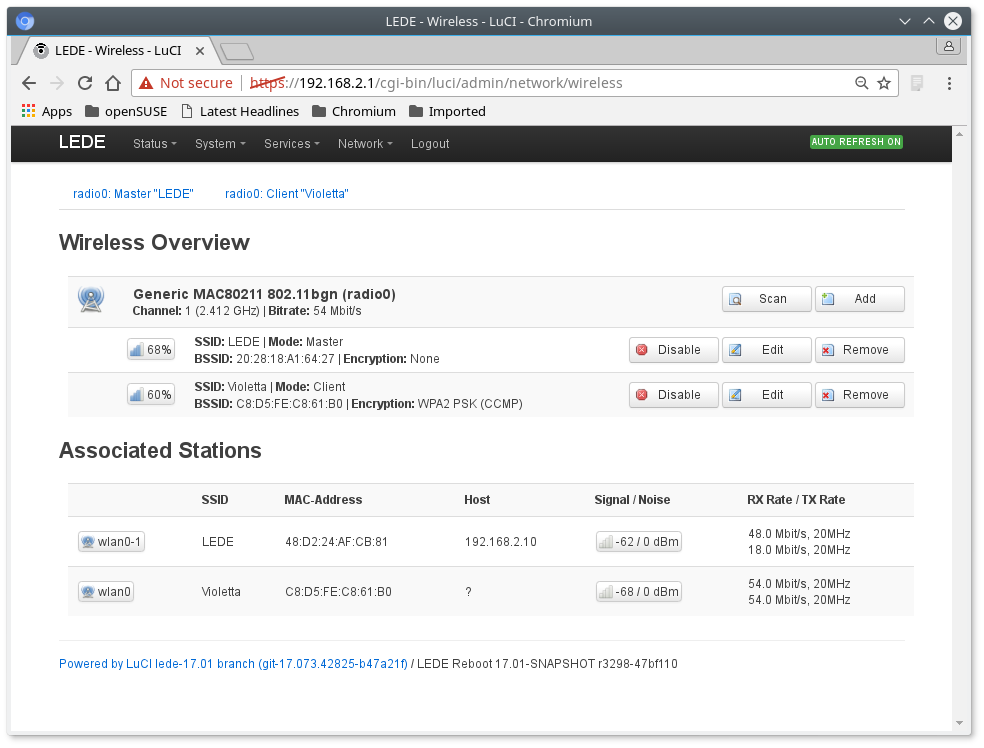 LEDE - Wireless - LuCI - Chromium
LEDE - Wireless - LuCI
Not secure | https://192.168.2.1/cgi-bin/luci/admin/network/wireless
Apps openSUSE Latest Headlines Chromium Imported
LEDE Status System Services Network Logout AUTO REFRESH ON
radio0: Master "LEDE" radio0: Client "Violetta"
Wireless Overview
Generic MAC80211 802.11bgn (radio0)
Channel: 1 (2.412 GHz) | Bitrate: 54 Mbit/s
Scan Add
68%
SSID: LEDE | Mode: Master
BSSID: 20:28:18:A1:64:27 | Encryption: None
Disable Edit Remove
60%
SSID: Violetta | Mode: Client
BSSID: C8:D5:FE:C8:61:B0 | Encryption: WPA2 PSK (CCMP)
Disable Edit Remove
Associated Stations
SSID MAC-Address Host Signal / Noise RX Rate / TX Rate
wlan0-1 LEDE 48:D2:24:AF:CB:81 192.168.2.10 -62 / 0 dBm 48.0 Mbit/s, 20MHz
18.0 Mbit/s, 20MHz
wlan0 Violetta C8:D5:FE:C8:61:B0 ? -68 / 0 dBm 54.0 Mbit/s, 20MHz
54.0 Mbit/s, 20MHz
Powered by LuCI lede-17.01 branch (git-17.073.42825-b47a21f) / LEDE Reboot 17.01-SNAPSHOT r3298-47bf110